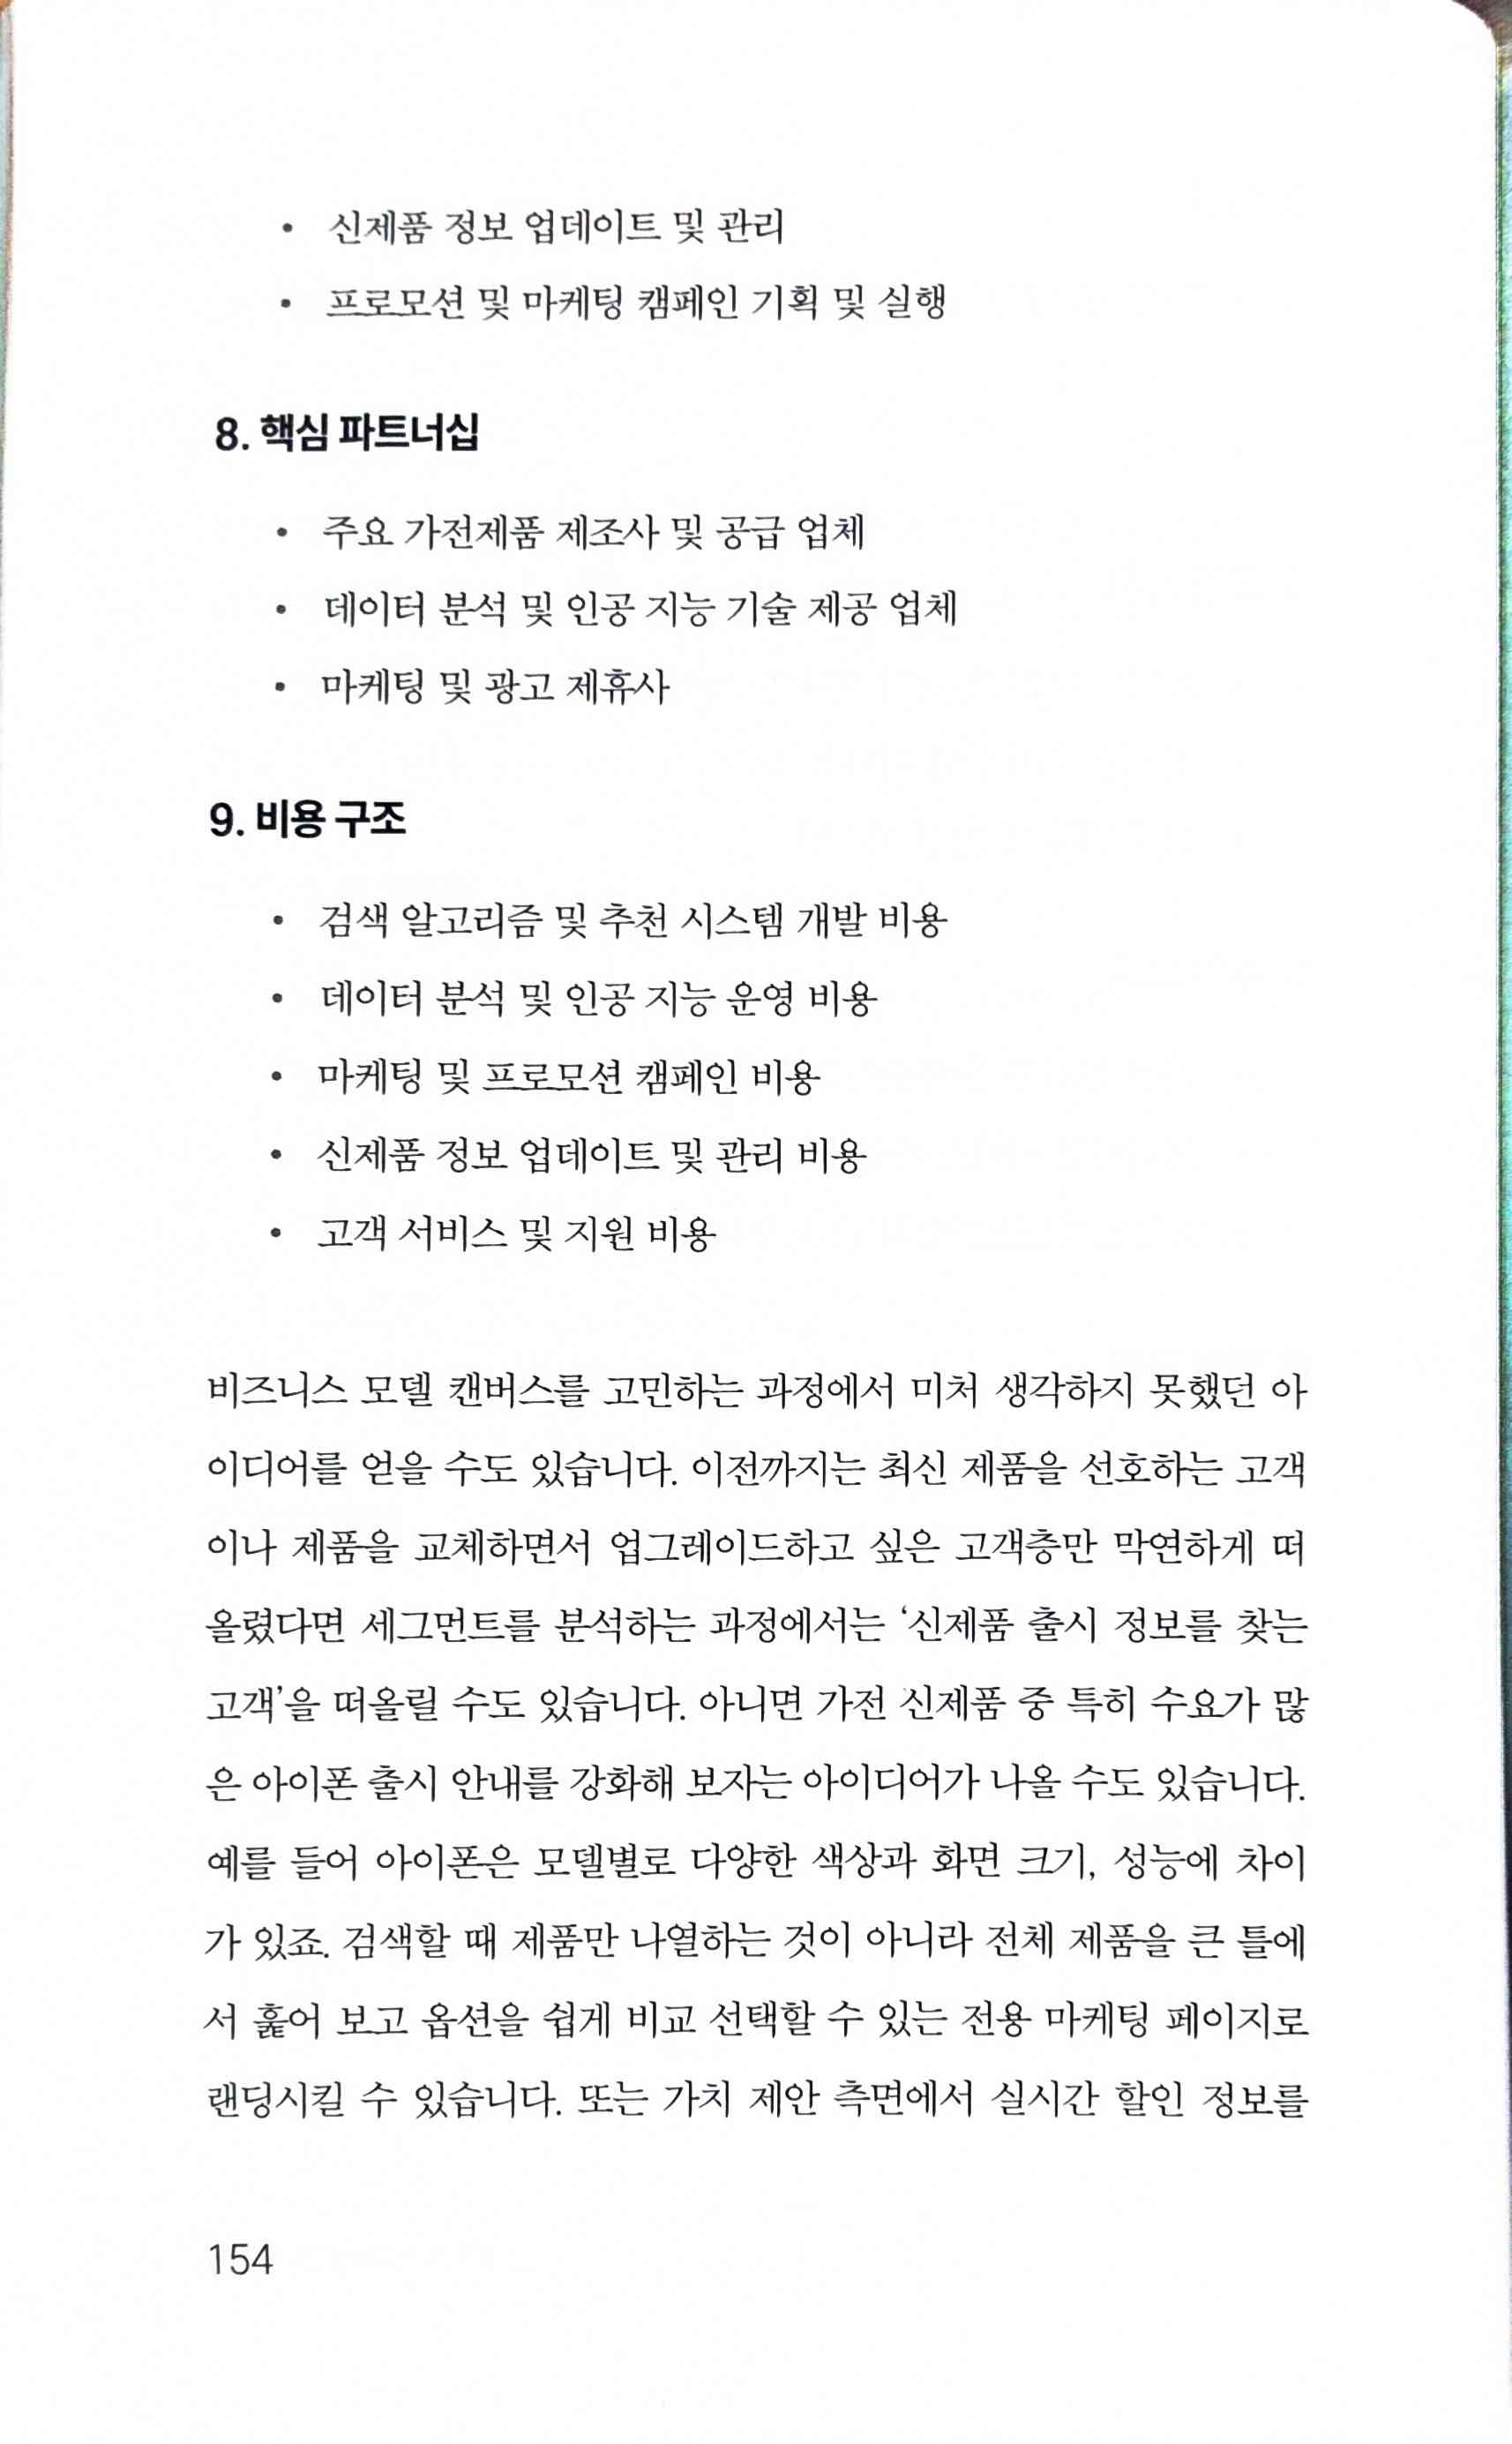 • 신제품 정보 업데이트 및 관리
• 프로모션 및 마케팅 캠페인 기획 및 실행
8. 핵심 파트너십
• 주요 가전제품 제조사 및 공급 업체
• 데이터 분석 및 인공 지능 기술 제공 업체
• 마케팅 및 광고 제휴사
9. 비용 구조
• 검색 알고리즘 및 추천 시스템 개발 비용
• 데이터 분석 및 인공 지능 운영 비용
• 마케팅 및 프로모션 캠페인 비용
• 신제품 정보 업데이트 및 관리 비용
• 고객 서비스 및 지원 비용
비즈니스 모델 캔버스를 고민하는 과정에서 미처 생각하지 못했던 아
이디어를 얻을 수도 있습니다. 이전까지는 최신 제품을 선호하는 고객
이나 제품을 교체하면서 업그레이드하고 싶은 고객층만 막연하게 떠
올렸다면 세그먼트를 분석하는 과정에서는 ‘신제품 출시 정보를 찾는
고객’을 떠올릴 수도 있습니다. 아니면 가전 신제품 중 특히 수요가 많
은 아이폰 출시 안내를 강화해 보자는 아이디어가 나올 수도 있습니다.
예를 들어 아이폰은 모델별로 다양한 색상과 화면 크기, 성능에 차이
가 있죠. 검색할 때 제품만 나열하는 것이 아니라 전체 제품을 큰 틀에
서 훑어 보고 옵션을 쉽게 비교 선택할 수 있는 전용 마케팅 페이지로
랜딩시킬 수 있습니다. 또는 가치 제안 측면에서 실시간 할인 정보를
154